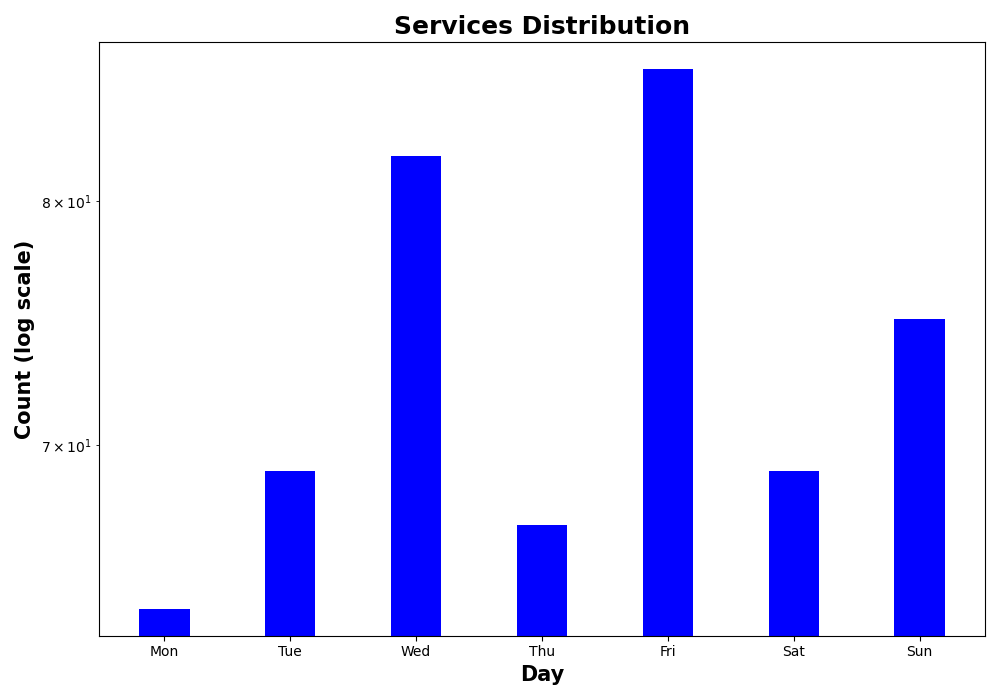 Services Distribution
Count (log scale)
8 × 10¹
7 × 10¹
Mon Tue Wed Thu Fri Sat Sun
Day